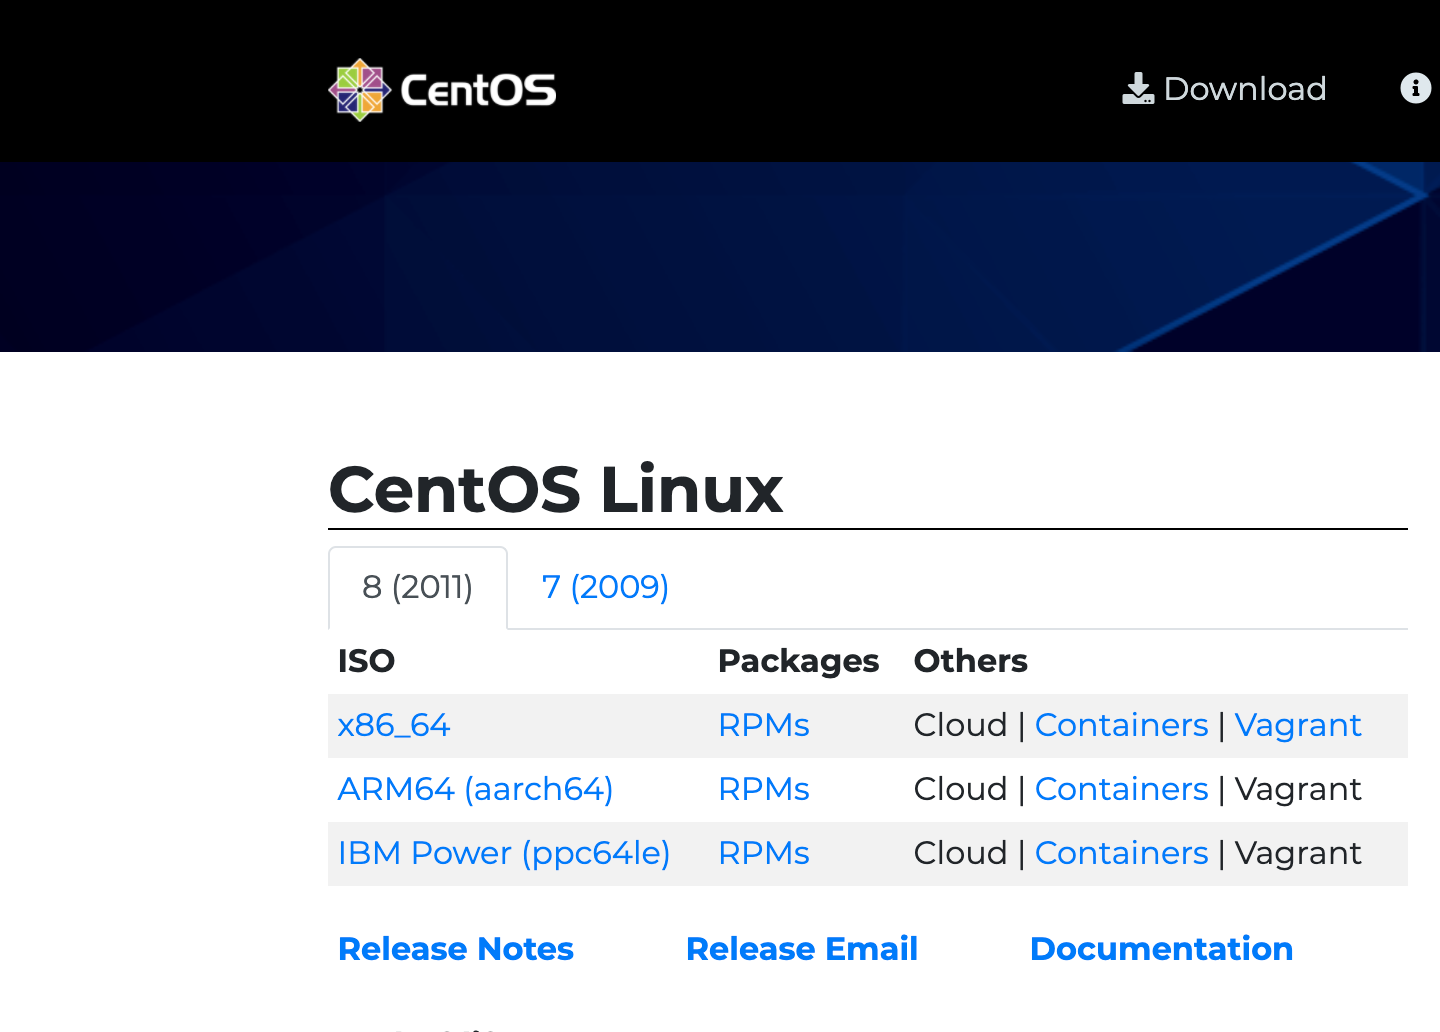 CentOS
Download
CentOS Linux
8 (2011) 7 (2009)
ISO Packages Others
x86_64 RPMs Cloud | Containers | Vagrant
ARM64 (aarch64) RPMs Cloud | Containers | Vagrant
IBM Power (ppc64le) RPMs Cloud | Containers | Vagrant
Release Notes Release Email Documentation